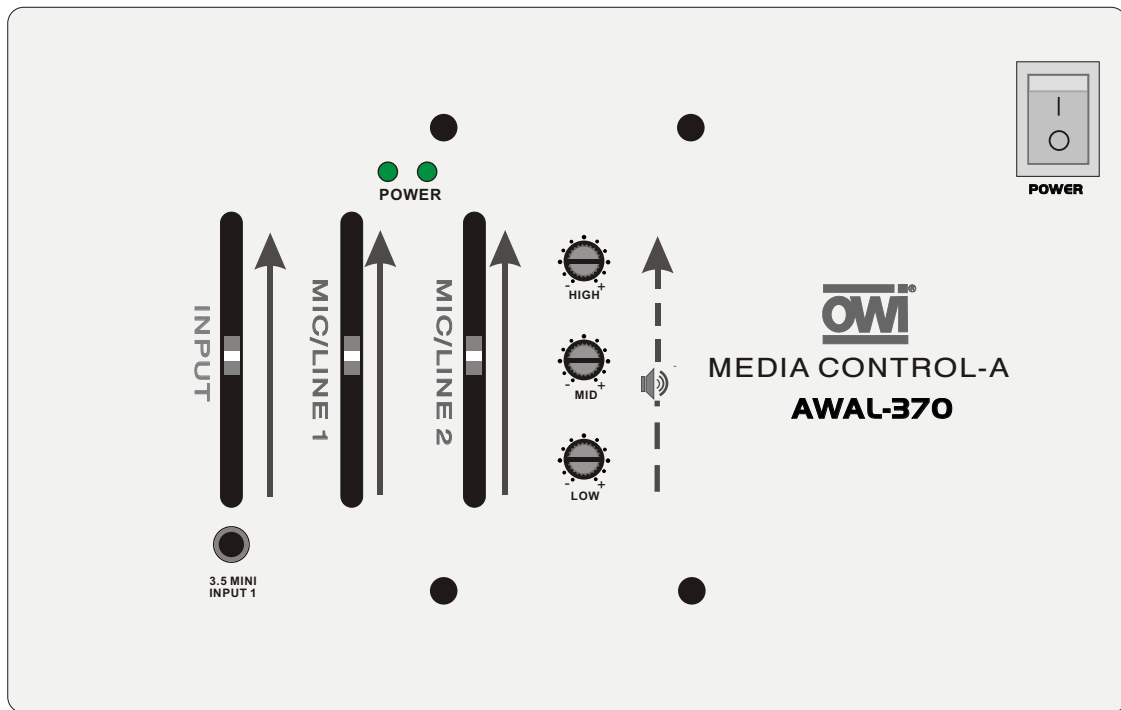 POWER
POWER
INPUT
MIC/LINE 1
MIC/LINE 2
- HIGH +
- MID +
- LOW +
OWI®
MEDIA CONTROL-A
AWAL-370
3.5 MINI
INPUT 1